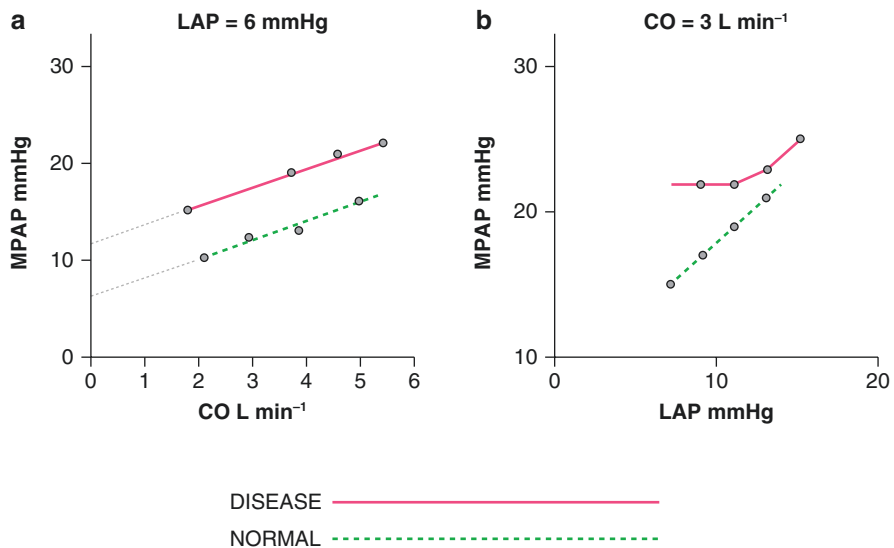 a
LAP = 6 mmHg
MPAP mmHg
30
20
10
0
0 1 2 3 4 5 6
CO L min⁻¹
b
CO = 3 L min⁻¹
MPAP mmHg
30
20
10
0 10 20
LAP mmHg
DISEASE
NORMAL